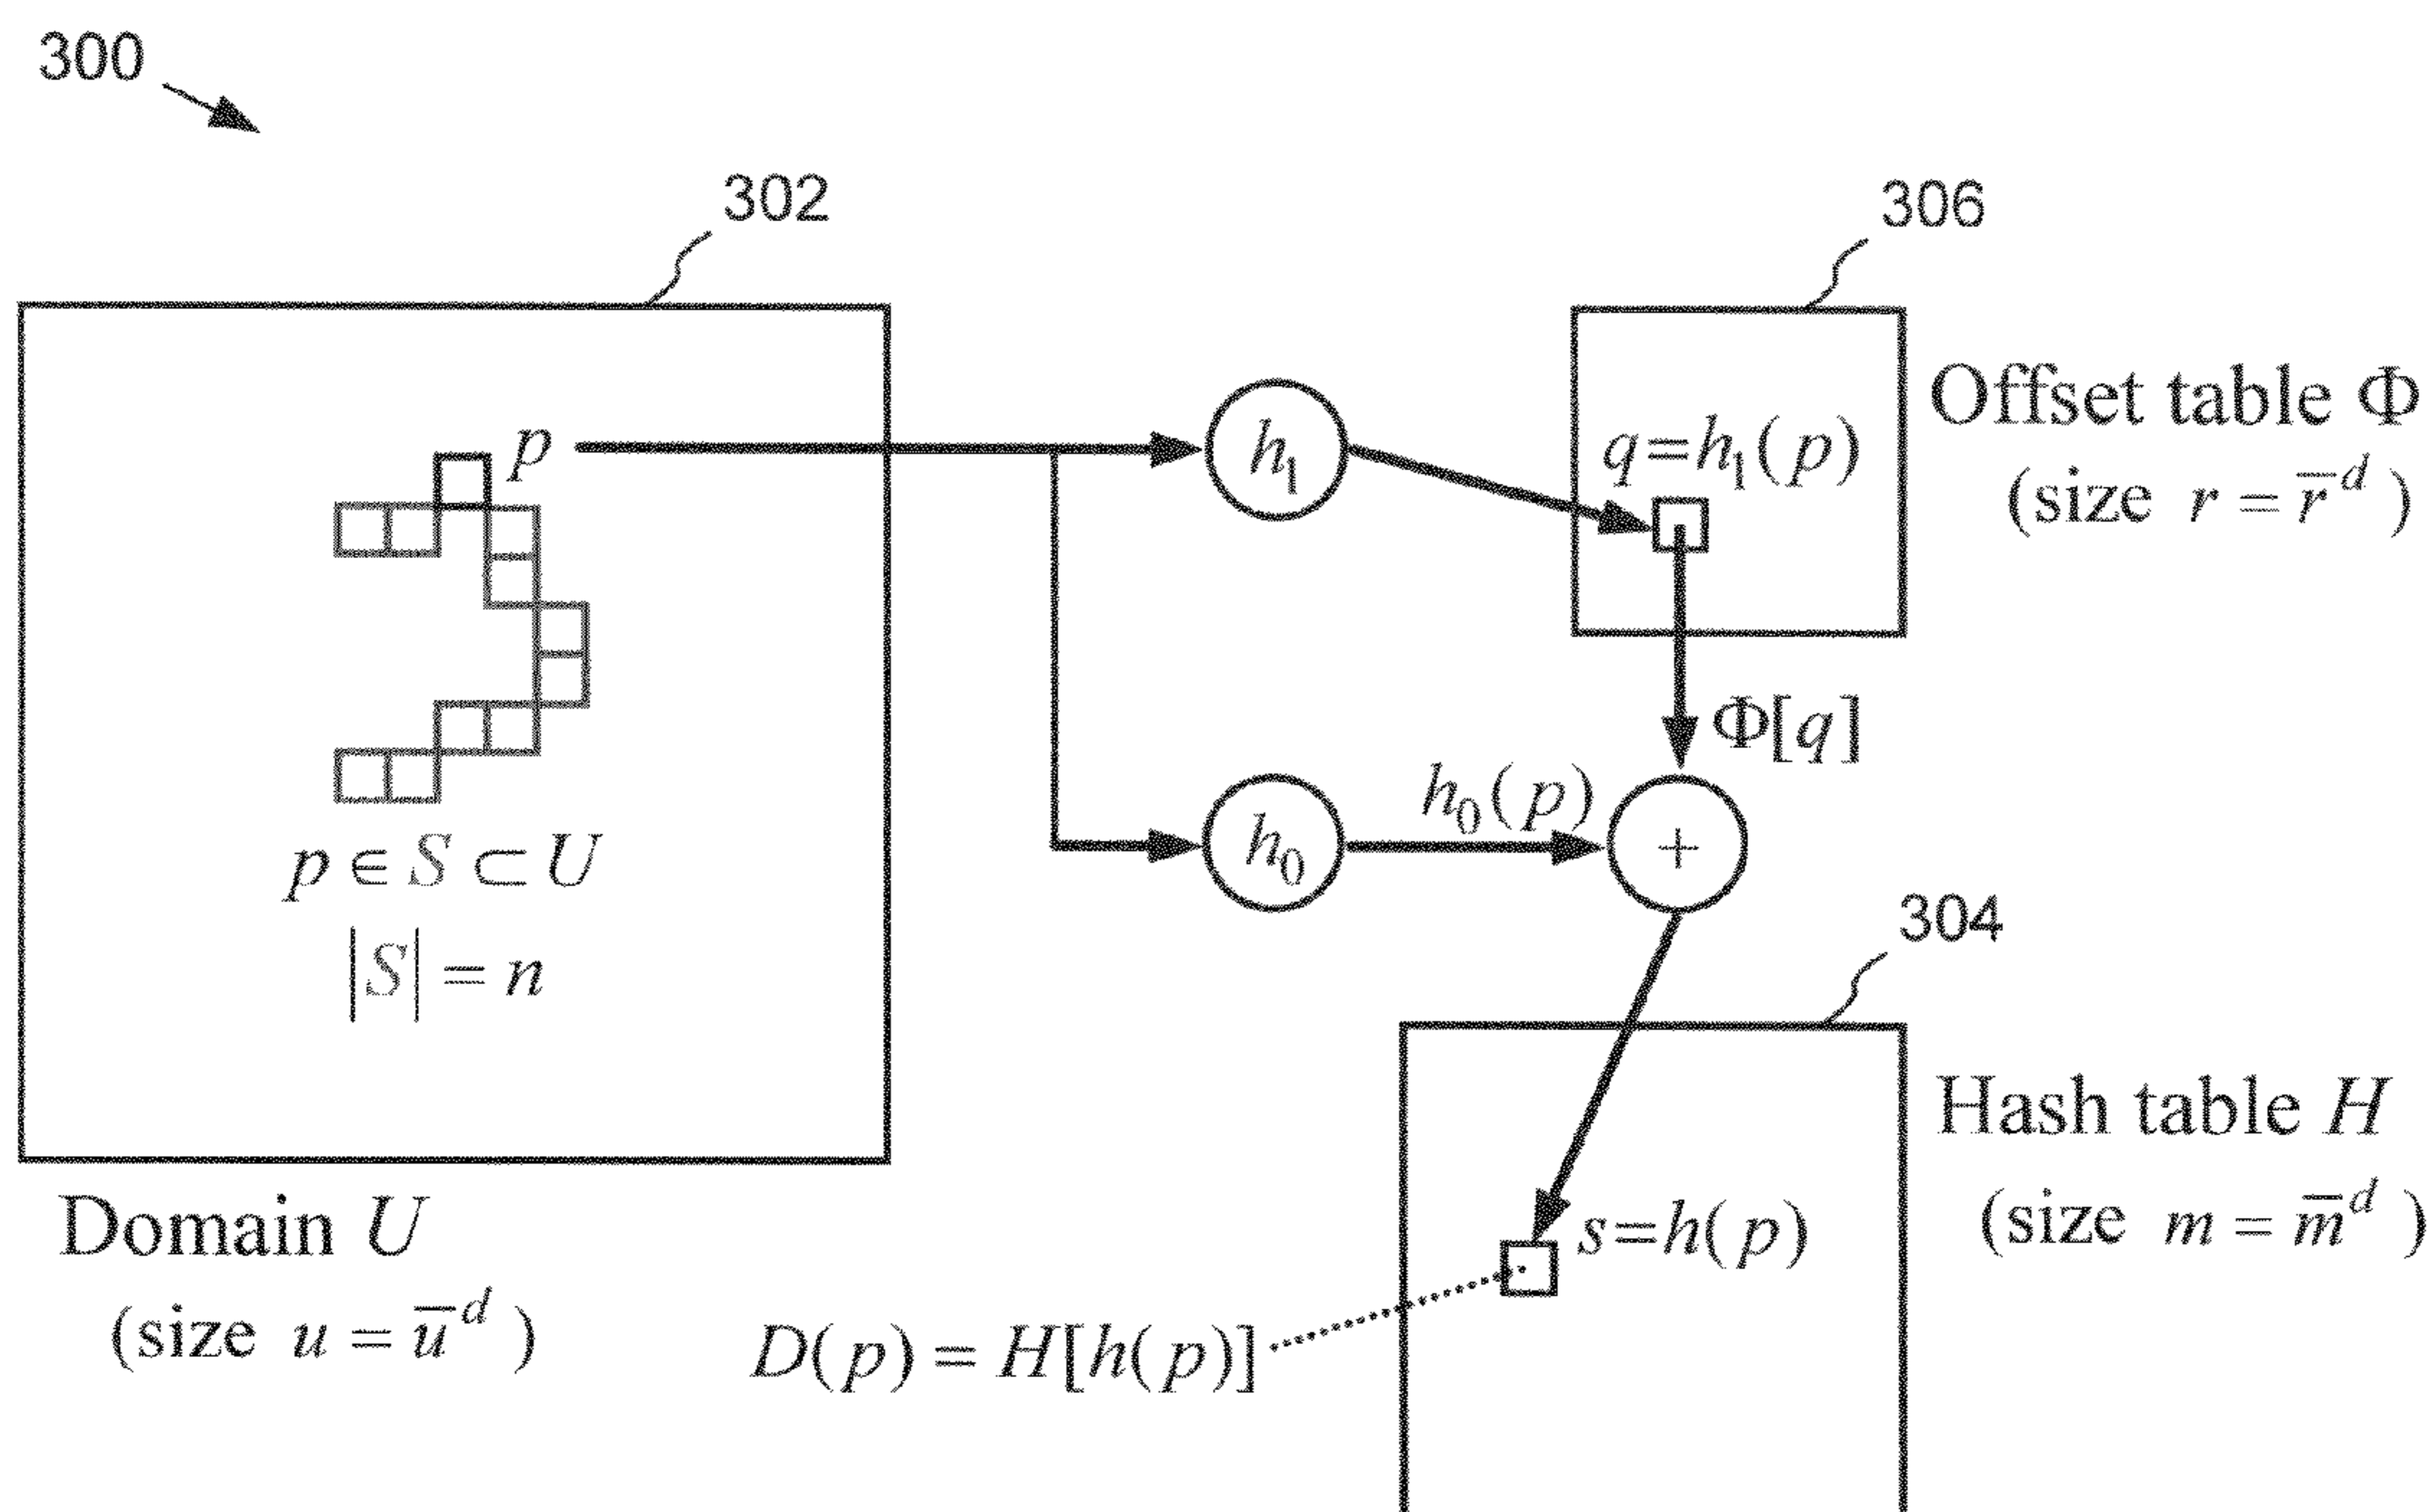 300
302
306
p
h₁
q=h₁(p)
Offset table Φ
(size r = r̅ᵈ)
Φ[q]
h₀
h₀(p)
+
p ∈ S ⊂ U
|S| = n
304
Domain U
(size u = u̅ᵈ)
Hash table H
(size m = m̅ᵈ)
s=h(p)
D(p) = H[h(p)]